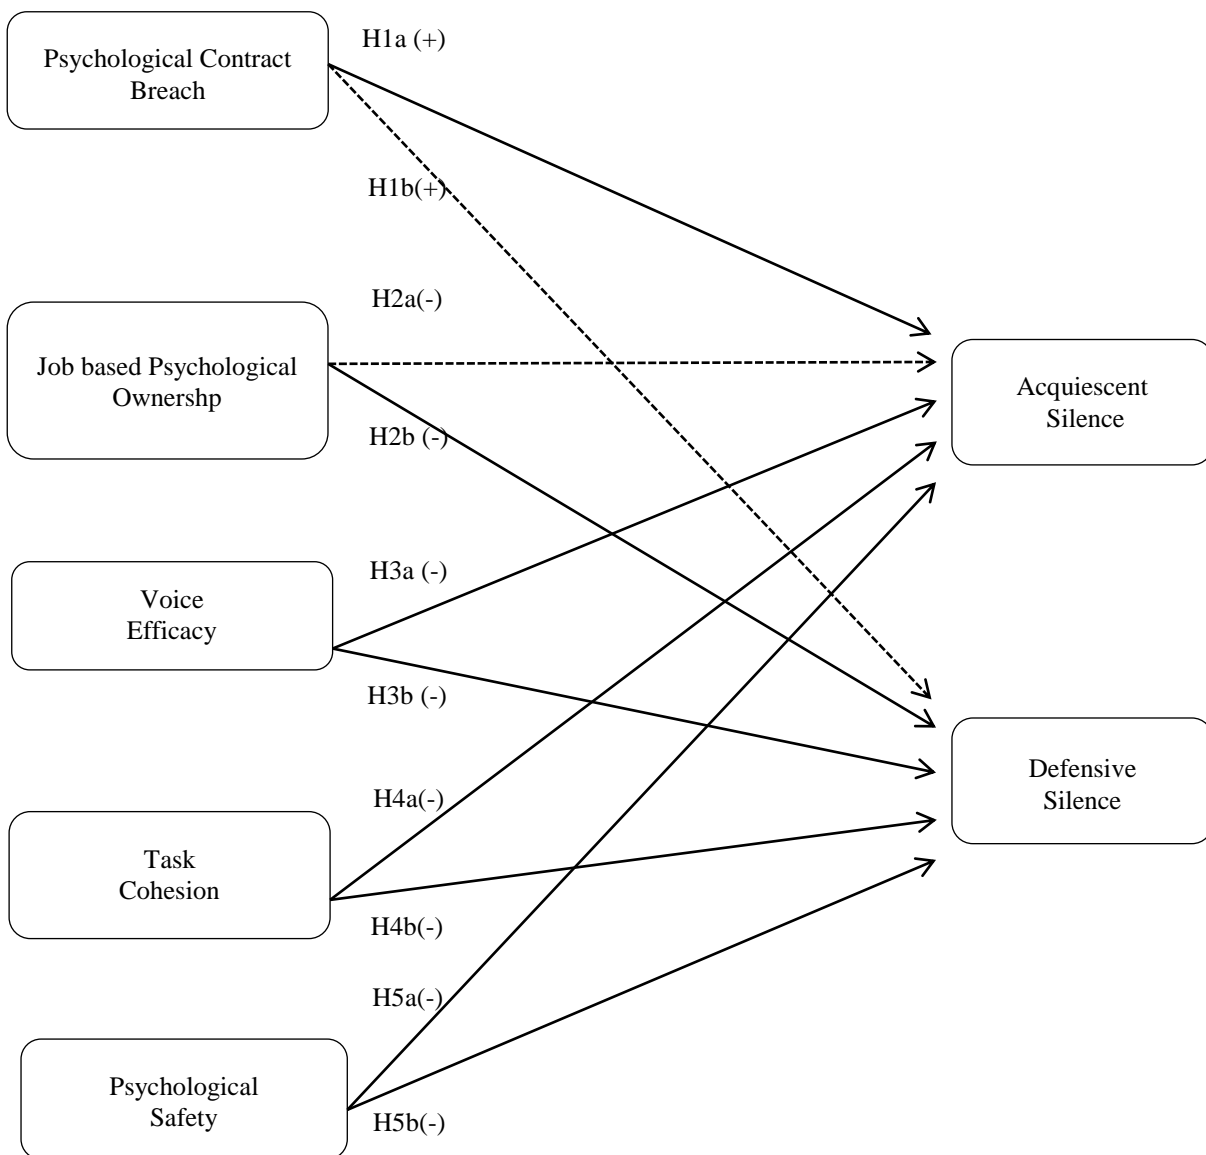 Psychological Contract
Breach
H1a (+)
H1b(+)
H2a(-)
Job based Psychological
Ownershp
H2b (-)
Acquiescent
Silence
Voice
Efficacy
H3a (-)
H3b (-)
Defensive
Silence
Task
Cohesion
H4a(-)
H4b(-)
H5a(-)
Psychological
Safety
H5b(-)